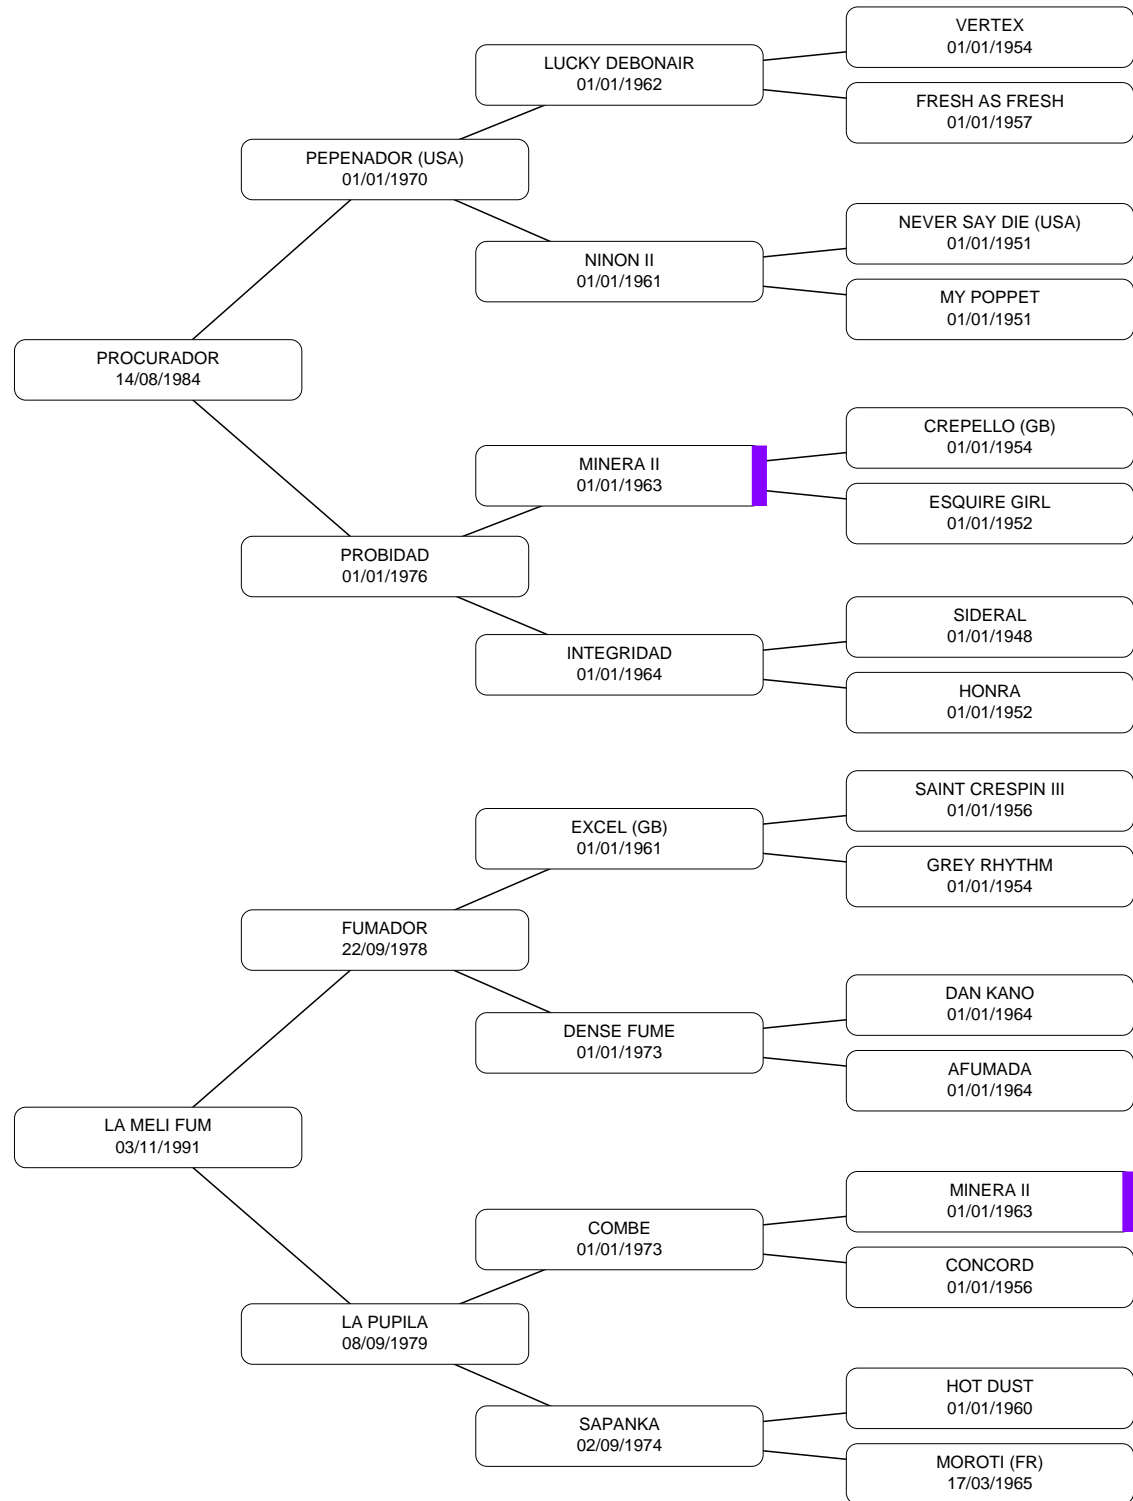 VERTEX
01/01/1954
LUCKY DEBONAIR
01/01/1962
FRESH AS FRESH
01/01/1957
PEPENADOR (USA)
01/01/1970
NEVER SAY DIE (USA)
01/01/1951
NINON II
01/01/1961
MY POPPET
01/01/1951
PROCURADOR
14/08/1984
CREPELLO (GB)
01/01/1954
MINERA II
01/01/1963
ESQUIRE GIRL
01/01/1952
PROBIDAD
01/01/1976
SIDERAL
01/01/1948
INTEGRIDAD
01/01/1964
HONRA
01/01/1952
SAINT CRESPIN III
01/01/1956
EXCEL (GB)
01/01/1961
GREY RHYTHM
01/01/1954
FUMADOR
22/09/1978
DAN KANO
01/01/1964
DENSE FUME
01/01/1973
AFUMADA
01/01/1964
LA MELI FUM
03/11/1991
MINERA II
01/01/1963
COMBE
01/01/1973
CONCORD
01/01/1956
LA PUPILA
08/09/1979
HOT DUST
01/01/1960
SAPANKA
02/09/1974
MOROTI (FR)
17/03/1965